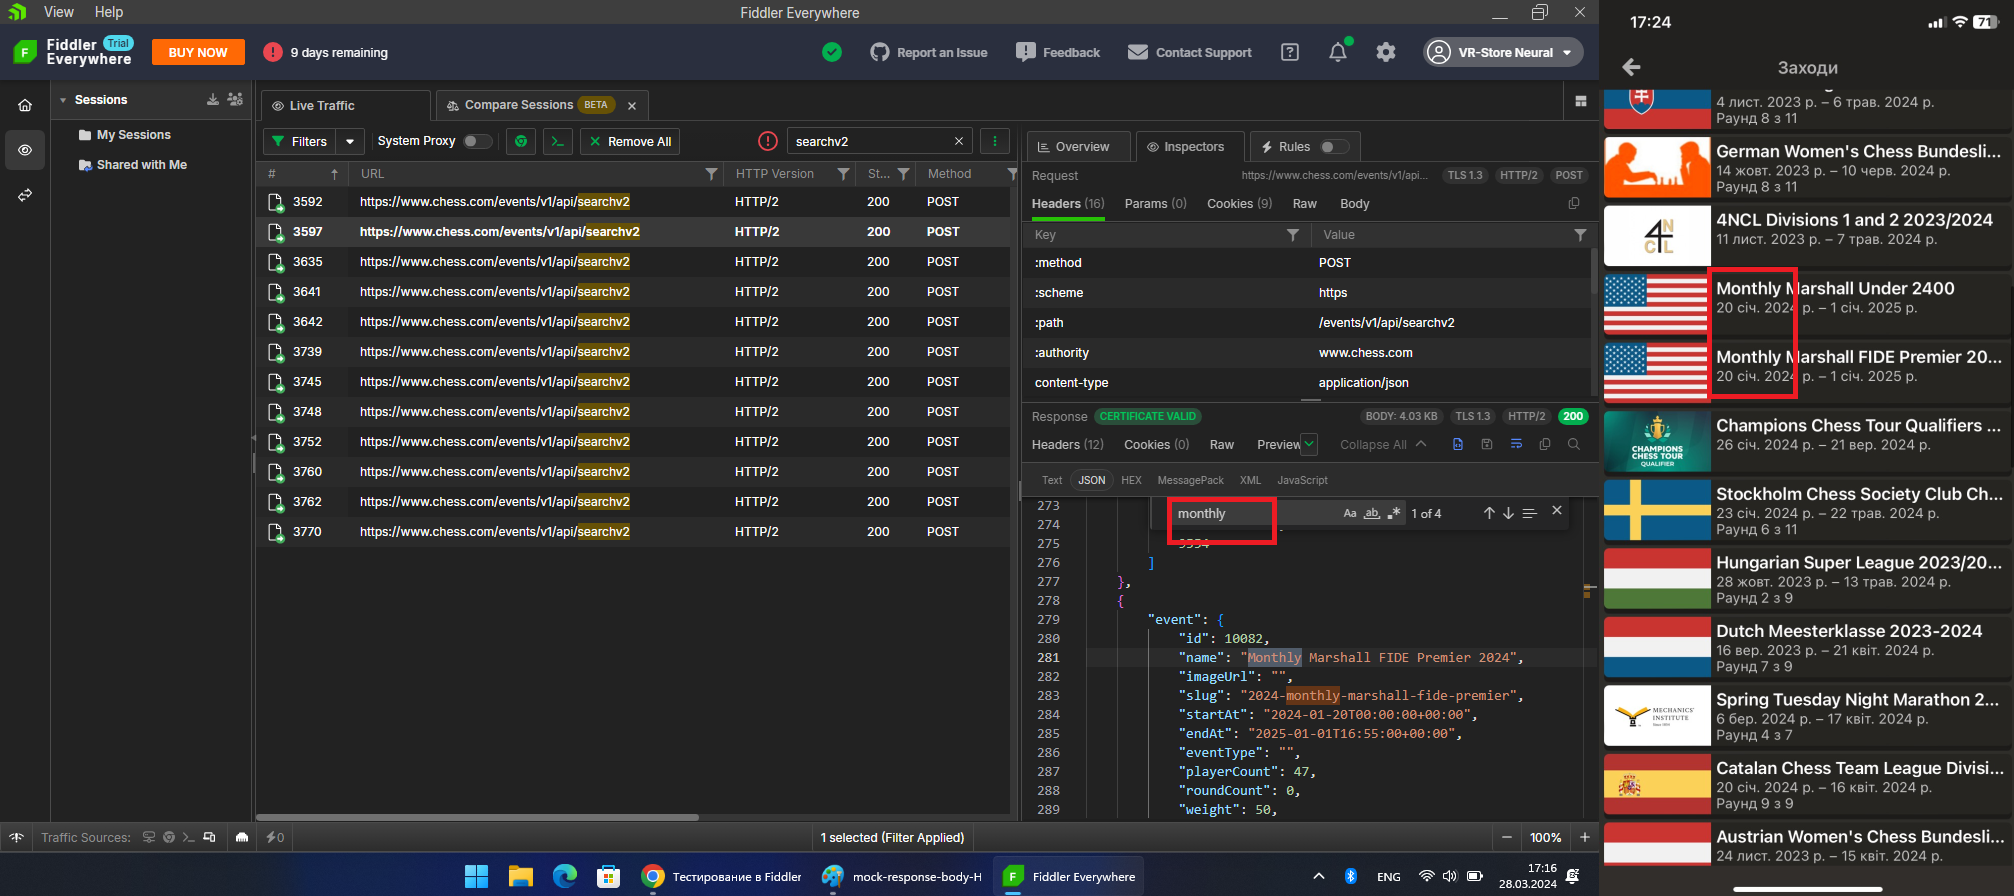 View Help
Fiddler Everywhere
Fiddler Trial
Everywhere
BUY NOW
9 days remaining
Report an Issue
Feedback
Contact Support
VR-Store Neural
Sessions
My Sessions
Shared with Me
Live Traffic
Compare Sessions BETA
Filters
System Proxy
Remove All
searchv2
# URL HTTP Version St... Method
3592 https://www.chess.com/events/v1/api/searchv2 HTTP/2 200 POST
3597 https://www.chess.com/events/v1/api/searchv2 HTTP/2 200 POST
3635 https://www.chess.com/events/v1/api/searchv2 HTTP/2 200 POST
3641 https://www.chess.com/events/v1/api/searchv2 HTTP/2 200 POST
3642 https://www.chess.com/events/v1/api/searchv2 HTTP/2 200 POST
3739 https://www.chess.com/events/v1/api/searchv2 HTTP/2 200 POST
3745 https://www.chess.com/events/v1/api/searchv2 HTTP/2 200 POST
3748 https://www.chess.com/events/v1/api/searchv2 HTTP/2 200 POST
3752 https://www.chess.com/events/v1/api/searchv2 HTTP/2 200 POST
3760 https://www.chess.com/events/v1/api/searchv2 HTTP/2 200 POST
3762 https://www.chess.com/events/v1/api/searchv2 HTTP/2 200 POST
3770 https://www.chess.com/events/v1/api/searchv2 HTTP/2 200 POST
Overview Inspectors Rules
Request https://www.chess.com/events/v1/api... TLS 1.3 HTTP/2 POST
Headers (16) Params (0) Cookies (9) Raw Body
Key Value
:method POST
:scheme https
:path /events/v1/api/searchv2
:authority www.chess.com
content-type application/json
Response CERTIFICATE VALID BODY: 4.03 KB TLS 1.3 HTTP/2 200
Headers (12) Cookies (0) Raw Preview Collapse All
Text JSON HEX MessagePack XML JavaScript
monthly Aa ab 1 of 4
273
274
275 9554
276 ]
277 },
278 {
279 "event": {
280 "id": 10082,
281 "name": "Monthly Marshall FIDE Premier 2024",
282 "imageUrl": "",
283 "slug": "2024-monthly-marshall-fide-premier",
284 "startAt": "2024-01-20T00:00:00+00:00",
285 "endAt": "2025-01-01T16:55:00+00:00",
286 "eventType": "",
287 "playerCount": 47,
288 "roundCount": 0,
289 "weight": 50,
Traffic Sources:
0
1 selected (Filter Applied)
100%
Тестирование в Fiddler
mock-response-body-H
Fiddler Everywhere
ENG
17:16
28.03.2024
17:24
71
Заходи
4 лист. 2023 р. – 6 трав. 2024 р.
Раунд 8 з 11
German Women's Chess Bundesli...
14 жовт. 2023 р. – 10 черв. 2024 р.
Раунд 8 з 11
4NCL
4NCL Divisions 1 and 2 2023/2024
11 лист. 2023 р. – 7 трав. 2024 р.
Monthly Marshall Under 2400
20 січ. 2024 р. – 1 січ. 2025 р.
Monthly Marshall FIDE Premier 20...
20 січ. 2024 р. – 1 січ. 2025 р.
CHAMPIONS
CHESS TOUR
QUALIFIER
Champions Chess Tour Qualifiers ...
26 січ. 2024 р. – 21 вер. 2024 р.
Stockholm Chess Society Club Ch...
23 січ. 2024 р. – 22 трав. 2024 р.
Раунд 6 з 11
Hungarian Super League 2023/20...
28 жовт. 2023 р. – 13 трав. 2024 р.
Раунд 2 з 9
Dutch Meesterklasse 2023-2024
16 вер. 2023 р. – 21 квіт. 2024 р.
Раунд 7 з 9
MECHANICS'
INSTITUTE
Spring Tuesday Night Marathon 2...
6 бер. 2024 р. – 17 квіт. 2024 р.
Раунд 4 з 7
Catalan Chess Team League Divisi...
20 січ. 2024 р. – 16 квіт. 2024 р.
Раунд 9 з 9
Austrian Women's Chess Bundesli...
24 лист. 2023 р. – 15 квіт. 2024 р.